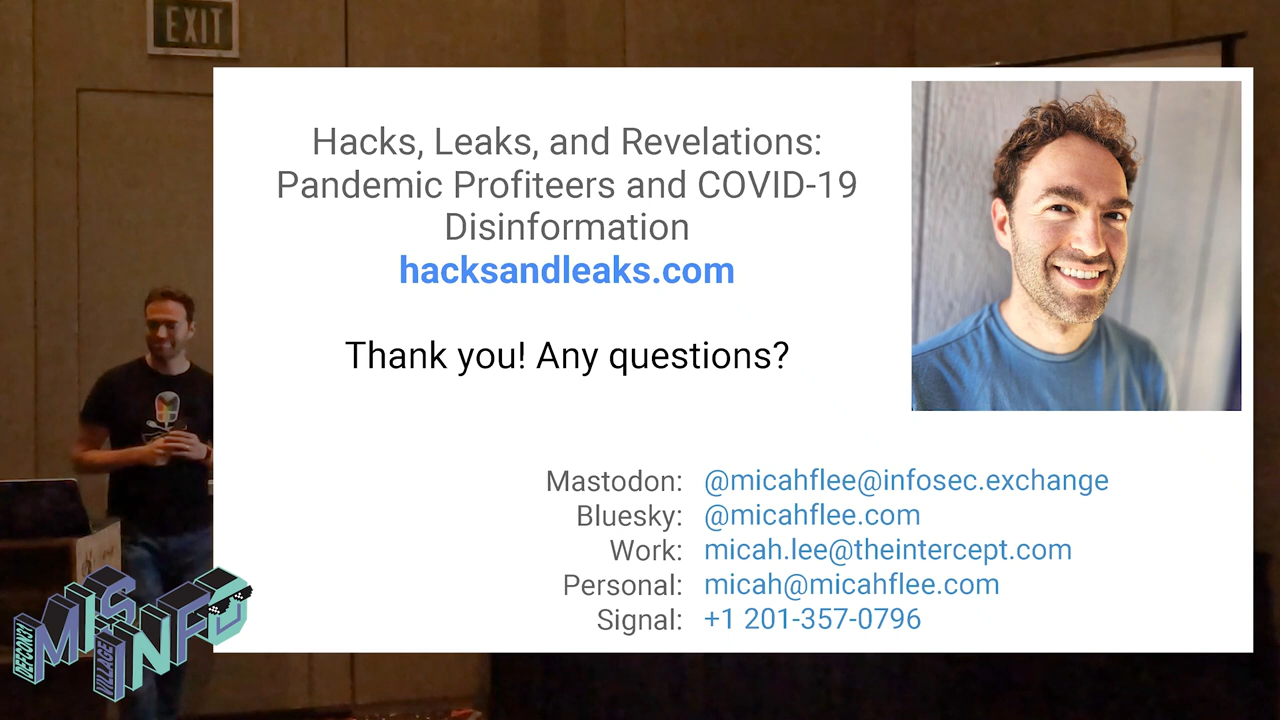 EXIT
Hacks, Leaks, and Revelations:
Pandemic Profiteers and COVID-19
Disinformation
hacksandleaks.com
Thank you! Any questions?
Mastodon: @micahflee@infosec.exchange
Bluesky: @micahflee.com
Work: micah.lee@theintercept.com
Personal: micah@micahflee.com
Signal: +1 201-357-0796
DEFCON31
MIS
INFO
VILLAGE